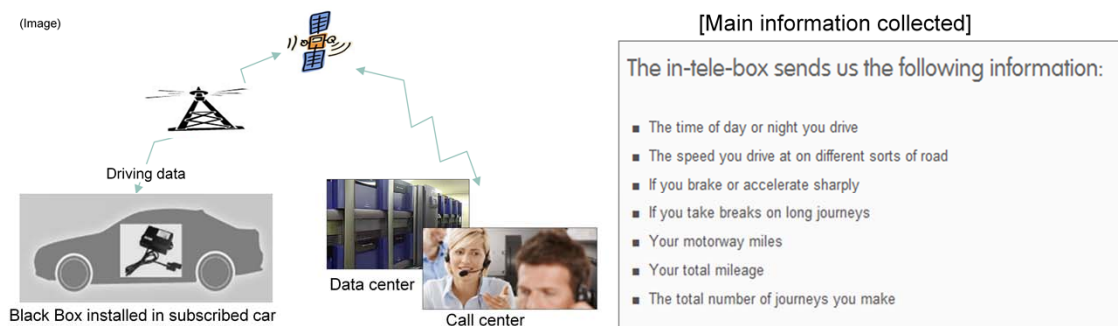 (Image)
Driving data
Black Box installed in subscribed car
Data center
Call center
[Main information collected]
The in-tele-box sends us the following information:
■ The time of day or night you drive
■ The speed you drive at on different sorts of road
■ If you brake or accelerate sharply
■ If you take breaks on long journeys
■ Your motorway miles
■ Your total mileage
■ The total number of journeys you make